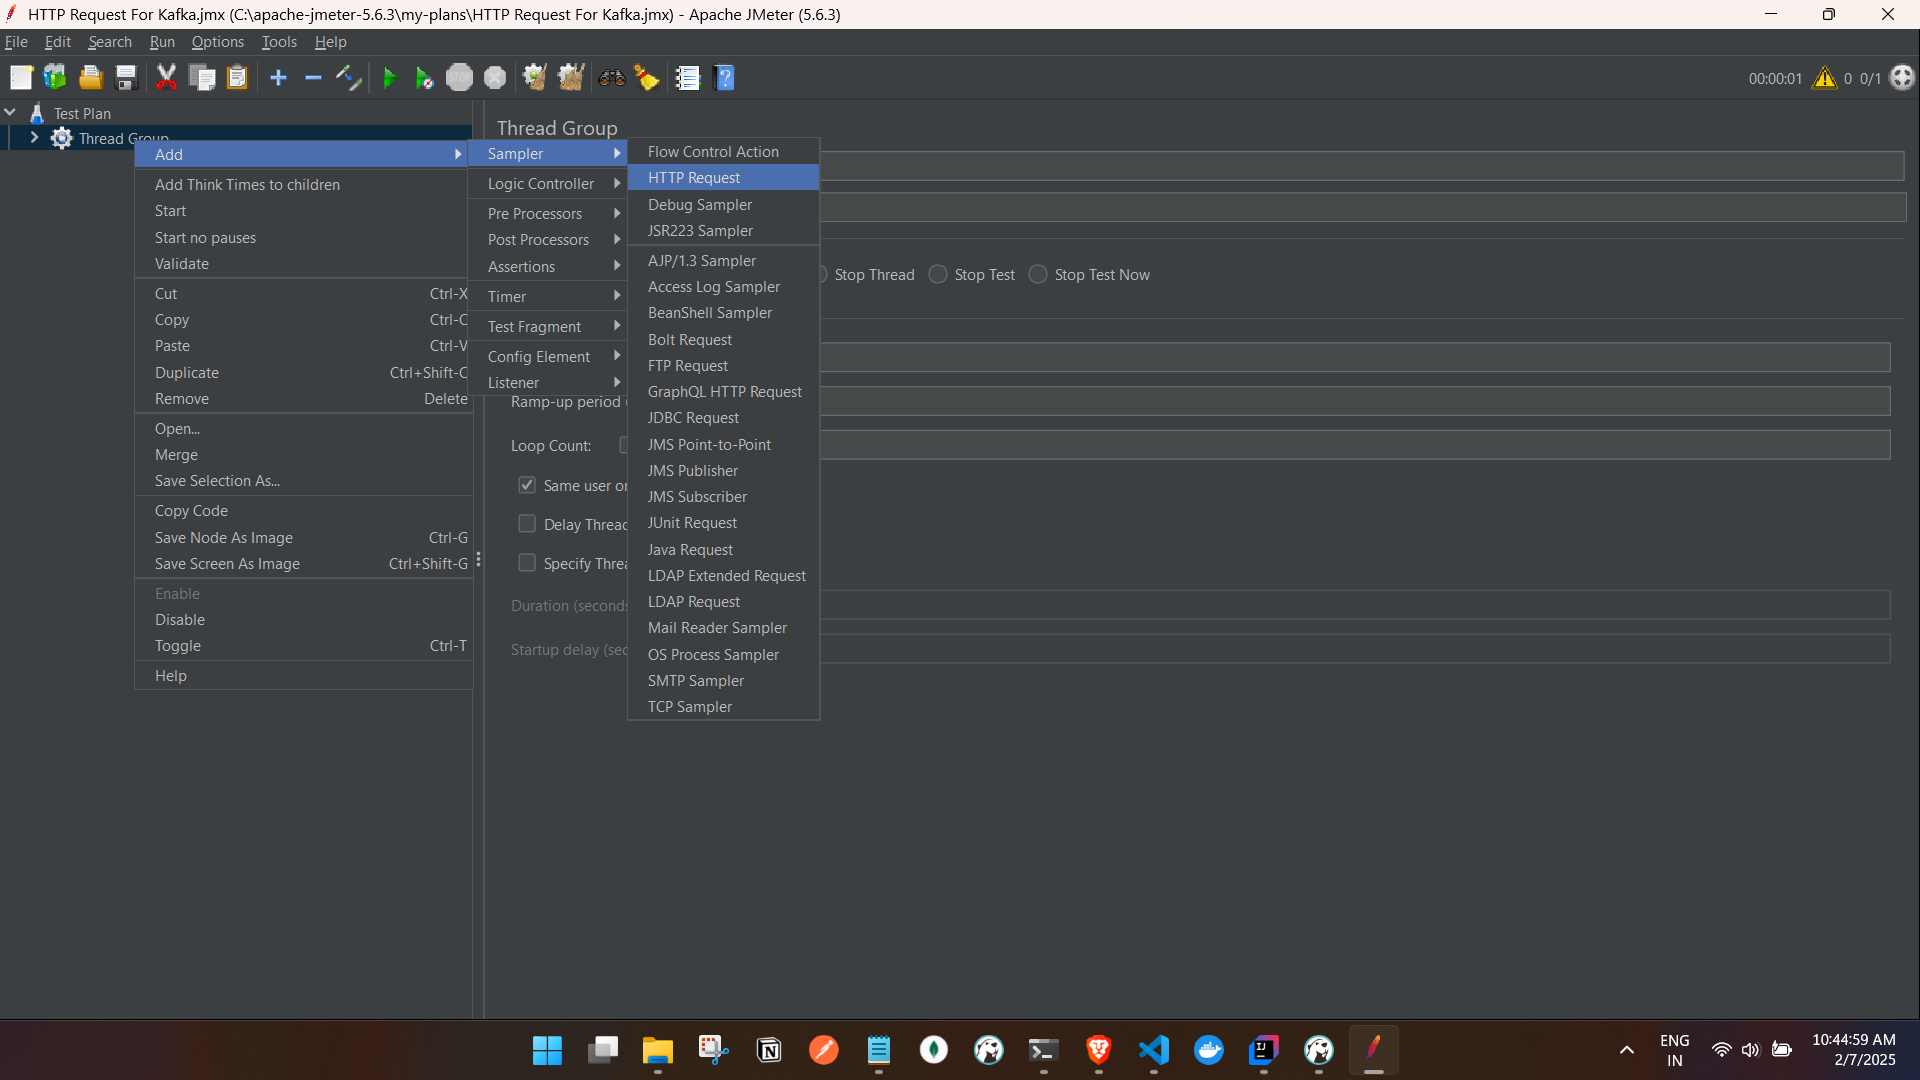 HTTP Request For Kafka.jmx (C:\apache-jmeter-5.6.3\my-plans\HTTP Request For Kafka.jmx) - Apache JMeter (5.6.3)
File Edit Search Run Options Tools Help
STOP
00:00:01 0 0/1
Test Plan
Thread Group
Add
Add Think Times to children
Start
Start no pauses
Validate
Cut Ctrl-X
Copy Ctrl-C
Paste Ctrl-V
Duplicate Ctrl+Shift-C
Remove Delete
Open...
Merge
Save Selection As...
Copy Code
Save Node As Image Ctrl-G
Save Screen As Image Ctrl+Shift-G
Enable
Disable
Toggle Ctrl-T
Help
Sampler
Logic Controller
Pre Processors
Post Processors
Assertions
Timer
Test Fragment
Config Element
Listener
Flow Control Action
HTTP Request
Debug Sampler
JSR223 Sampler
AJP/1.3 Sampler
Access Log Sampler
BeanShell Sampler
Bolt Request
FTP Request
GraphQL HTTP Request
JDBC Request
JMS Point-to-Point
JMS Publisher
JMS Subscriber
JUnit Request
Java Request
LDAP Extended Request
LDAP Request
Mail Reader Sampler
OS Process Sampler
SMTP Sampler
TCP Sampler
Thread Group
Stop Thread Stop Test Stop Test Now
Ramp-up period
Loop Count:
Same user
Delay
Specify
Duration
Startup delay
ENG
IN
10:44:59 AM
2/7/2025